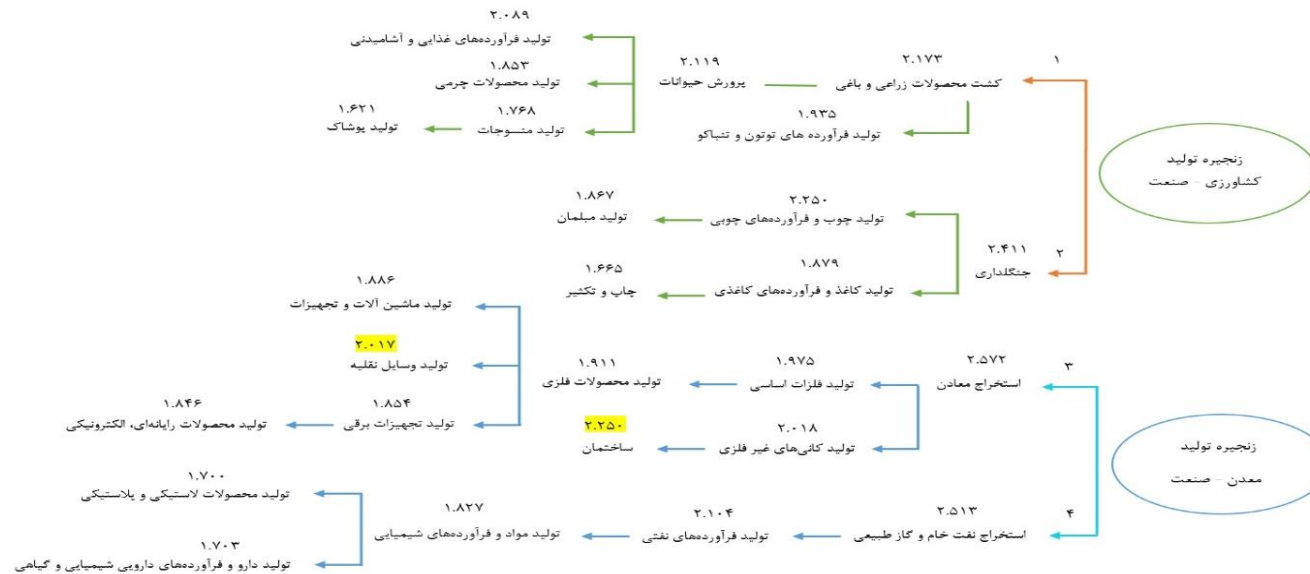 زنجیره تولید
کشاورزی - صنعت
۱
۲.۱۷۳
کشت محصولات زراعی و باغی
۲.۱۱۹
پرورش حیوانات
۲.۰۸۹
تولید فرآورده‌های غذایی و آشامیدنی
۱.۸۵۳
تولید محصولات چرمی
۱.۷۶۸
تولید منسوجات
۱.۶۲۱
تولید پوشاک
۱.۹۳۵
تولید فرآورده های توتون و تنباکو
۲
۲.۴۱۱
جنگلداری
۲.۲۵۰
تولید چوب و فرآورده‌های چوبی
۱.۸۶۷
تولید مبلمان
۱.۸۷۹
تولید کاغذ و فرآورده‌های کاغذی
۱.۶۶۵
چاپ و تکثیر
زنجیره تولید
معدن - صنعت
۳
۲.۵۷۲
استخراج معادن
۱.۹۷۵
تولید فلزات اساسی
۱.۹۱۱
تولید محصولات فلزی
۱.۸۸۶
تولید ماشین آلات و تجهیزات
۲.۰۱۷
تولید وسایل نقلیه
۱.۸۵۴
تولید تجهیزات برقی
۱.۸۴۶
تولید محصولات رایانه‌ای، الکترونیکی
۲.۰۱۸
تولید کانی‌های غیر فلزی
۲.۲۵۰
ساختمان
۴
۲.۵۱۳
استخراج نفت خام و گاز طبیعی
۲.۱۰۴
تولید فرآورده‌های نفتی
۱.۸۲۷
تولید مواد و فرآورده‌های شیمیایی
۱.۷۰۰
تولید محصولات لاستیکی و پلاستیکی
۱.۷۰۳
تولید دارو و فرآورده‌های دارویی شیمیایی و گیاهی